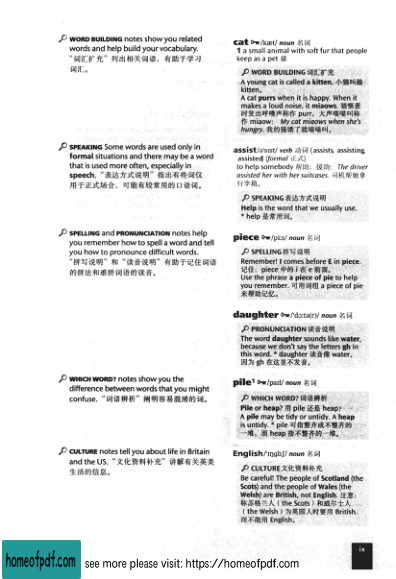 WORD BUILDING notes show you related
words and help build your vocabulary.
“词汇扩充”列出相关词语，有助于学习
词汇。
SPEAKING Some words are used only in
formal situations and there may be a word
that is used more often, especially in
speech. “表达方式说明”指出有些词仅
用于正式场合，可能有较常用的口语词。
SPELLING and PRONUNCIATION notes help
you remember how to spell a word and tell
you how to pronounce difficult words.
“拼写说明”和“读音说明”有助于记住词语
的拼法和难拼词语的读音。
WHICH WORD? notes show you the
difference between words that you might
confuse. “词语辨析”阐明容易混淆的词。
CULTURE notes tell you about life in Britain
and the US. “文化资料补充”讲解有关英美
生活的信息。
cat /kæt/ noun 名词
1 a small animal with soft fur that people
keep as a pet 猫
WORD BUILDING 词汇扩充
A young cat is called a kitten. 小猫叫做
kitten。
A cat purrs when it is happy. When it
makes a loud noise, it miaows. 猫惬意
时发出呼噜声称作 purr，大声喵喵叫称
作 miaow: My cat miaows when she's
hungry. 我的猫饿了就喵喵叫。
assist /əˈsɪst/ verb 动词 (assists, assisting,
assisted) (formal 正式)
to help somebody 帮助；援助: The driver
assisted her with her suitcases. 司机帮她拿
行李箱。
SPEAKING 表达方式说明
Help is the word that we usually use.
* help 是常用词。
piece /piːs/ noun 名词
SPELLING 拼写说明
Remember! I comes before E in piece.
记住：piece 中的 i 在 e 前面。
Use the phrase a piece of pie to help
you remember. 可用词组 a piece of pie
来帮助记忆。
daughter /ˈdɔːtə(r)/ noun 名词
PRONUNCIATION 读音说明
The word daughter sounds like water,
because we don't say the letters gh in
this word. * daughter 读音像 water，
因为 gh 在这里不发音。
pile¹ /paɪl/ noun 名词
WHICH WORD? 词语辨析
Pile or heap? 用 pile 还是 heap?
A pile may be tidy or untidy. A heap
is untidy. * pile 可指整齐或不整齐的
一堆，而 heap 指不整齐的一堆。
English /ˈɪŋɡlɪʃ/ noun 名词
CULTURE 文化资料补充
Be careful! The people of Scotland (the
Scots) and the people of Wales (the
Welsh) are British, not English. 注意：
称苏格兰人（the Scots）和威尔士人
（the Welsh）为英国人时要用 British，
而不能用 English。
ix
homeofpdf.com see more please visit: https://homeofpdf.com